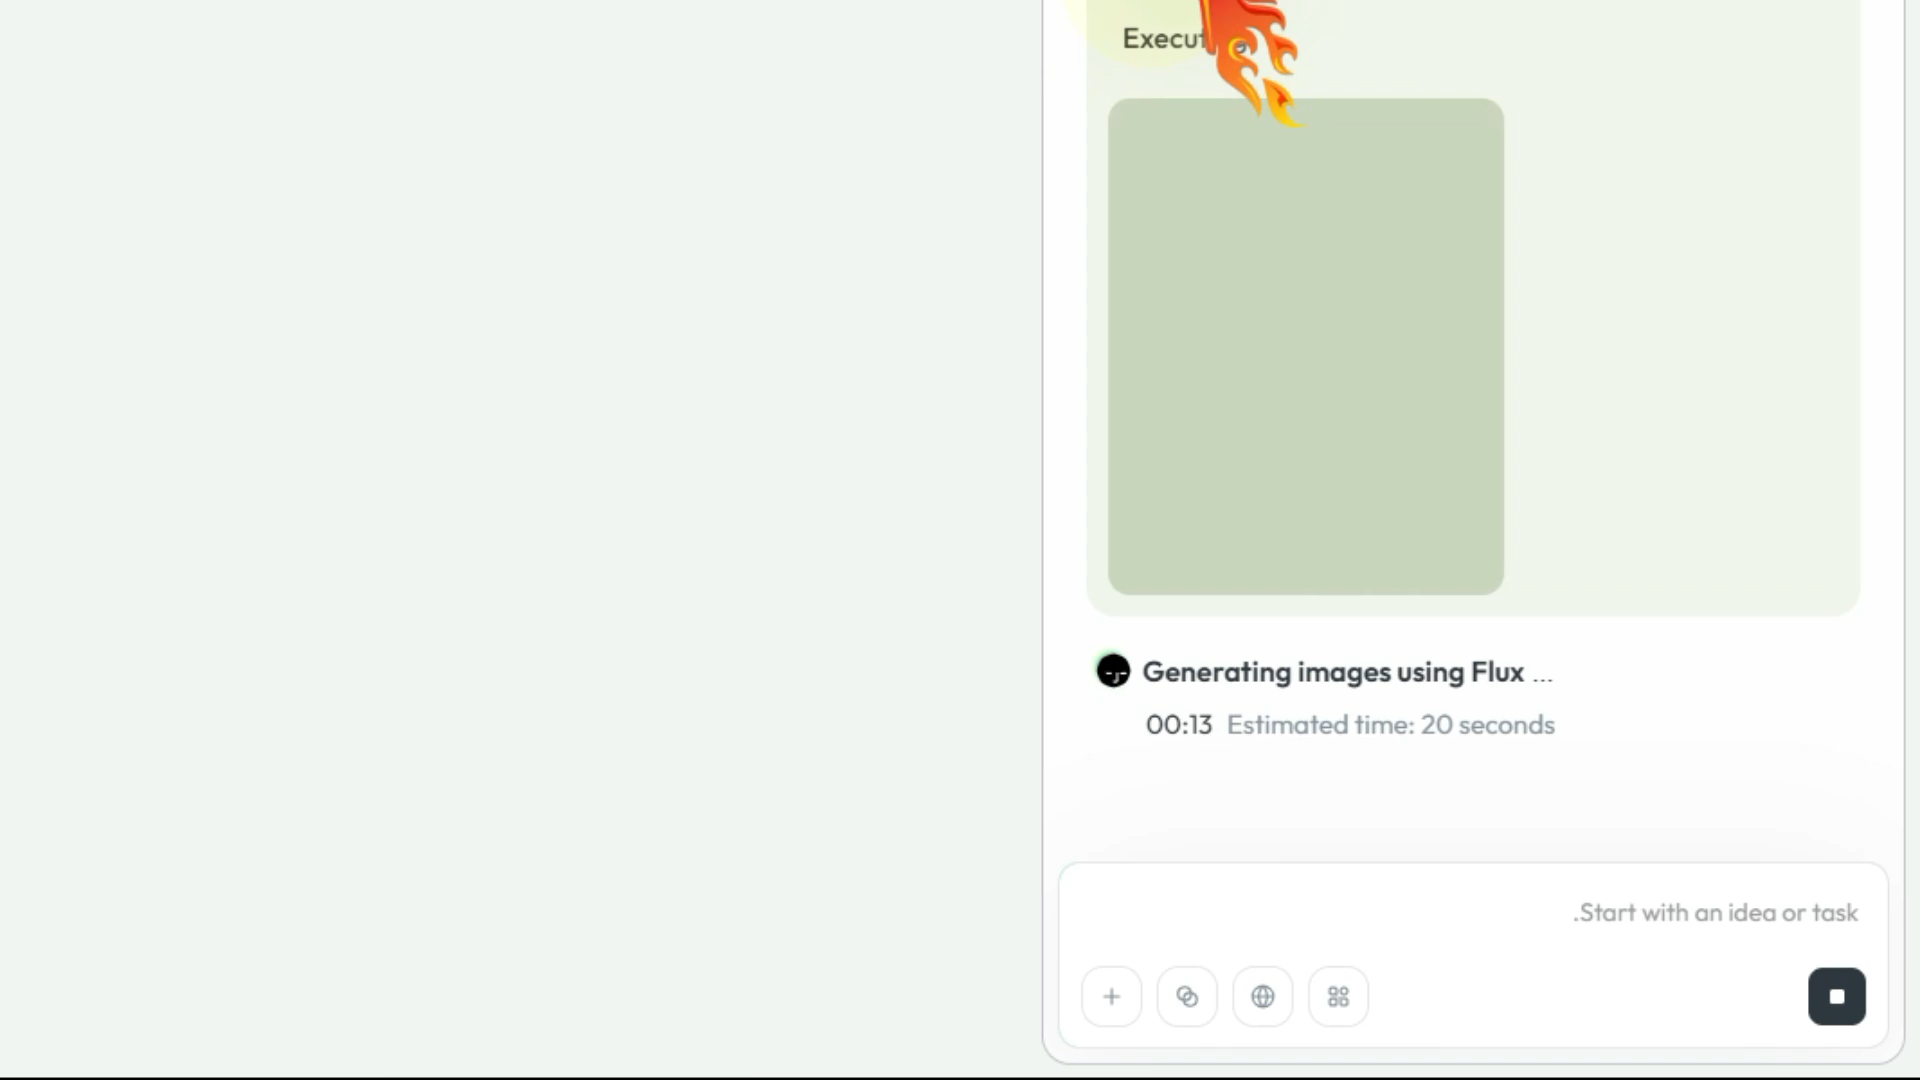 Generating images using Flux ...
00:13 Estimated time: 20 seconds
.Start with an idea or task